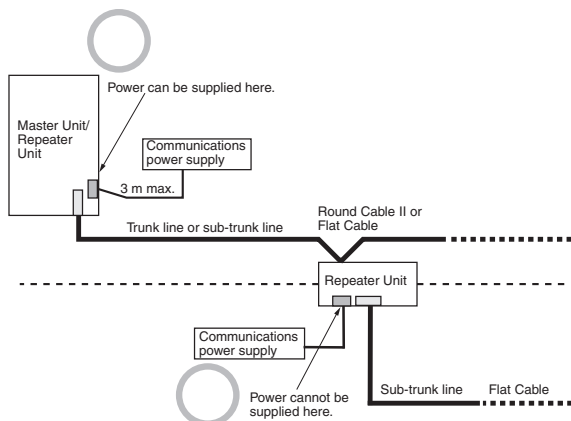 Power can be supplied here.
Master Unit/
Repeater
Unit
Communications
power supply
3 m max.
Trunk line or sub-trunk line
Round Cable II or
Flat Cable
Repeater Unit
Communications
power supply
Power cannot be
supplied here.
Sub-trunk line
Flat Cable